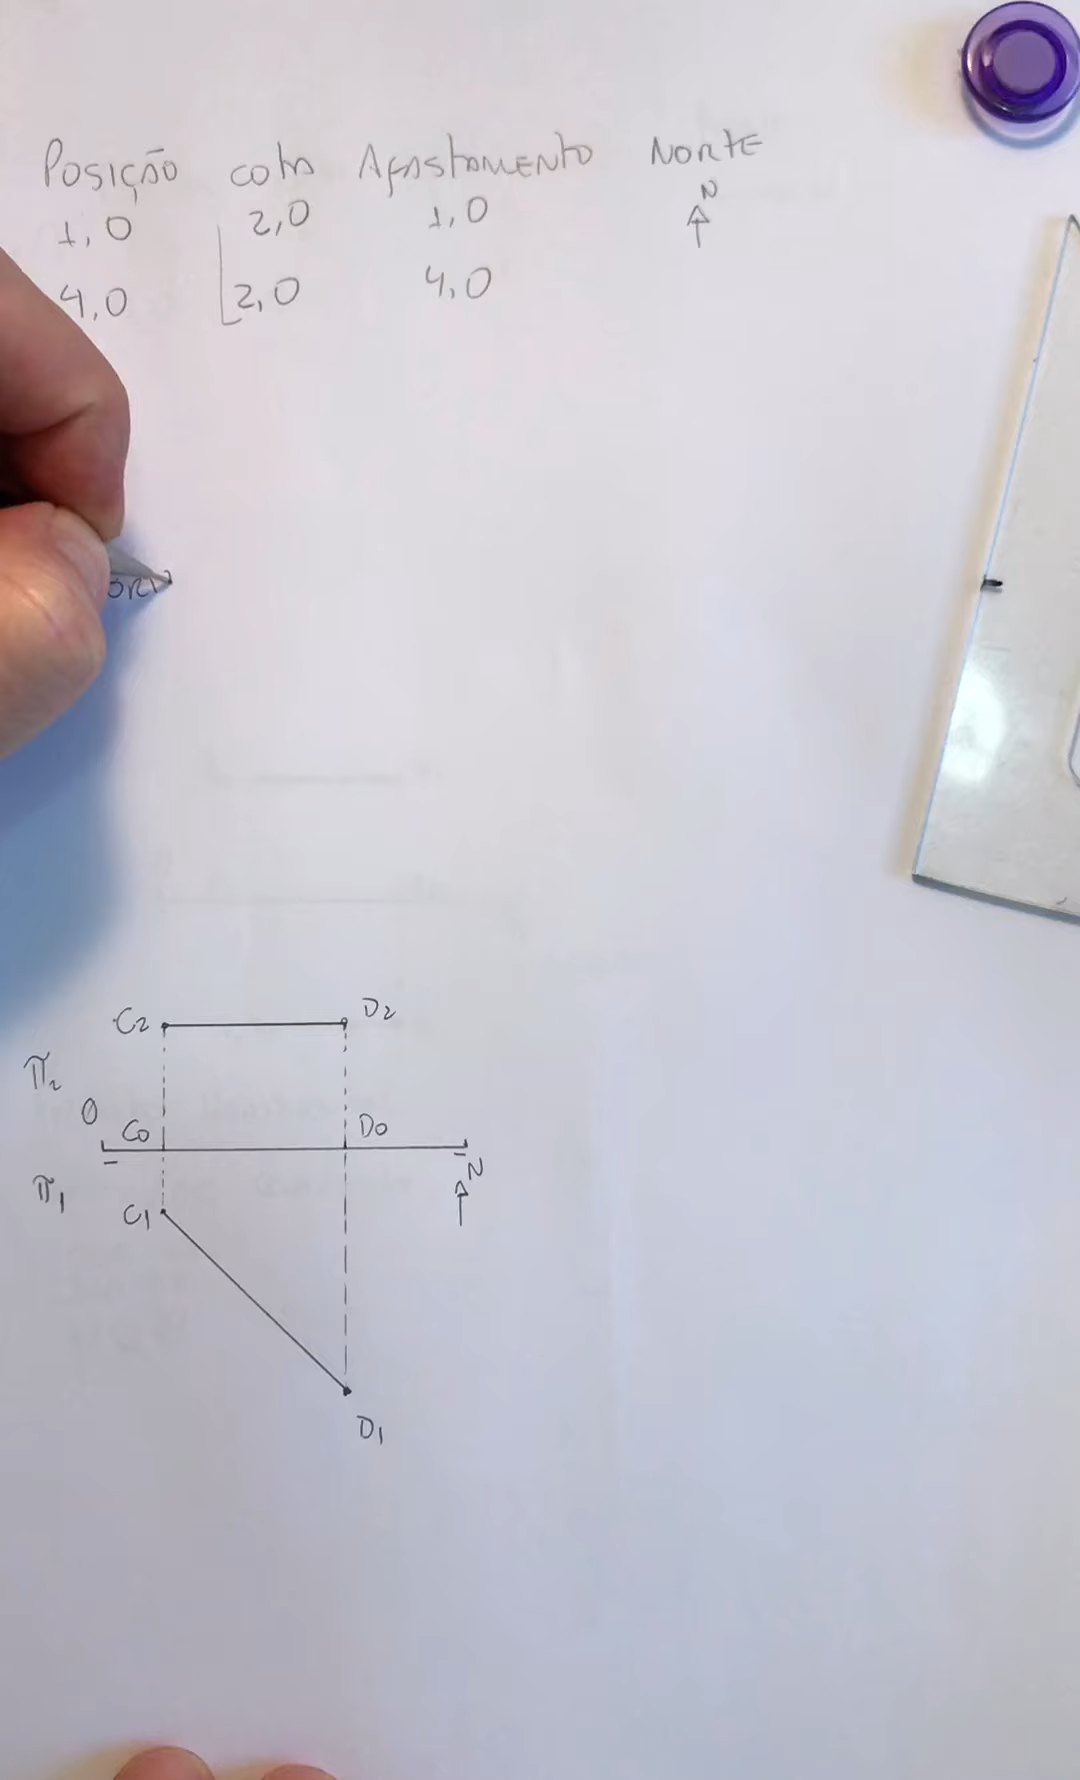 Posição cota Afastamento Norte
1,0 2,0 1,0 N
4,0 2,0 4,0
C2 D2
π2
0 C0 D0
π1 C1 N
D1